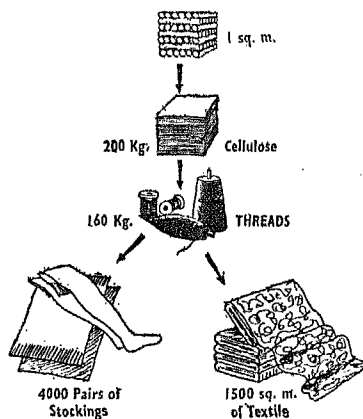 1 sq. m.
200 Kg. Cellulose
160 Kg. THREADS
4000 Pairs of
Stockings
1500 sq. m.
of Textile